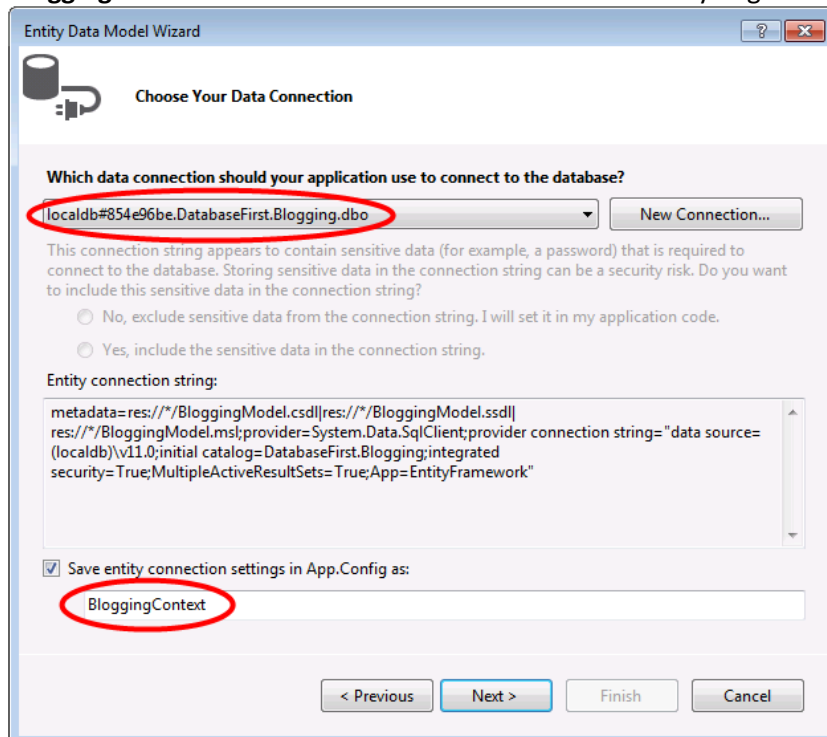 Entity Data Model Wizard
Choose Your Data Connection
Which data connection should your application use to connect to the database?
localdb#854e96be.DatabaseFirst.Blogging.dbo
New Connection...
This connection string appears to contain sensitive data (for example, a password) that is required to
connect to the database. Storing sensitive data in the connection string can be a security risk. Do you want
to include this sensitive data in the connection string?
No, exclude sensitive data from the connection string. I will set it in my application code.
Yes, include the sensitive data in the connection string.
Entity connection string:
metadata=res://*/BloggingModel.csdl|res://*/BloggingModel.ssdl|
res://*/BloggingModel.msl;provider=System.Data.SqlClient;provider connection string="data source=
(localdb)\v11.0;initial catalog=DatabaseFirst.Blogging;integrated
security=True;MultipleActiveResultSets=True;App=EntityFramework"
Save entity connection settings in App.Config as:
BloggingContext
< Previous
Next >
Finish
Cancel